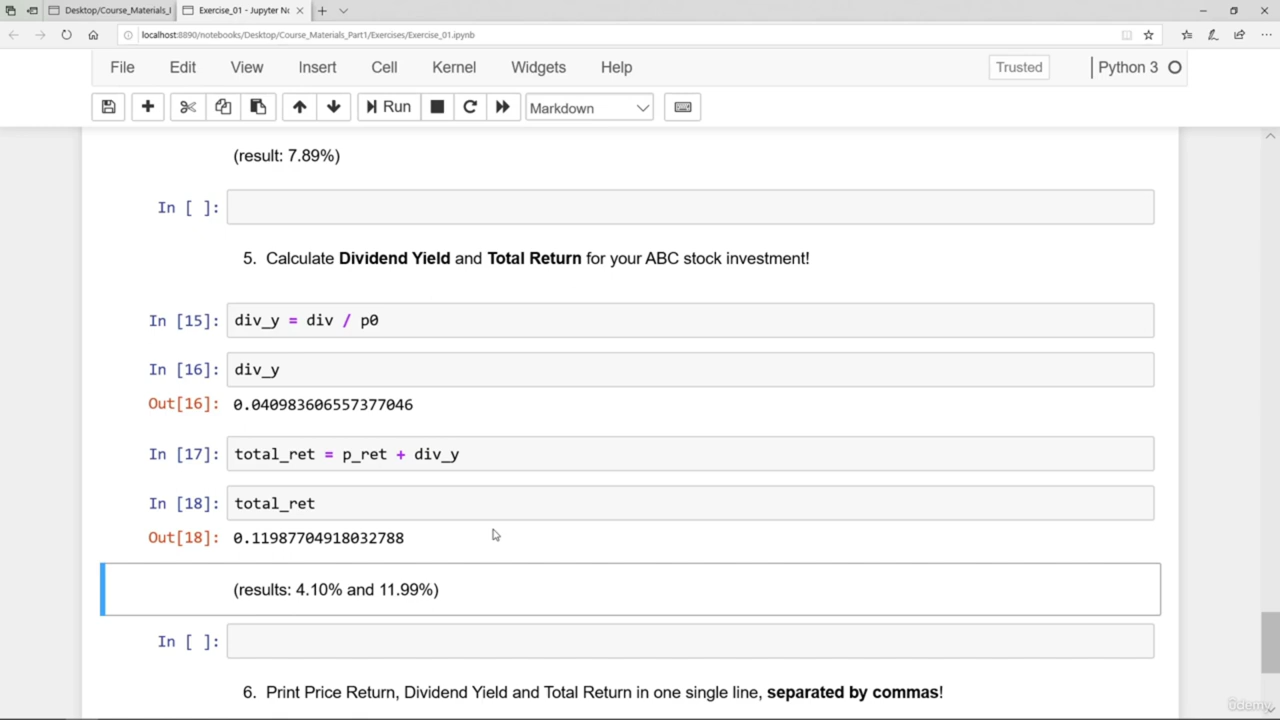 Desktop/Course_Materials_I
Exercise_01 - Jupyter No
localhost:8890/notebooks/Desktop/Course_Materials_Part1/Exercises/Exercise_01.ipynb
File Edit View Insert Cell Kernel Widgets Help Trusted Python 3
Run Markdown
(result: 7.89%)
In [ ]:
5. Calculate Dividend Yield and Total Return for your ABC stock investment!
In [15]: div_y = div / p0
In [16]: div_y
Out[16]: 0.040983606557377046
In [17]: total_ret = p_ret + div_y
In [18]: total_ret
Out[18]: 0.11987704918032788
(results: 4.10% and 11.99%)
In [ ]:
6. Print Price Return, Dividend Yield and Total Return in one single line, separated by commas!
ûdemy